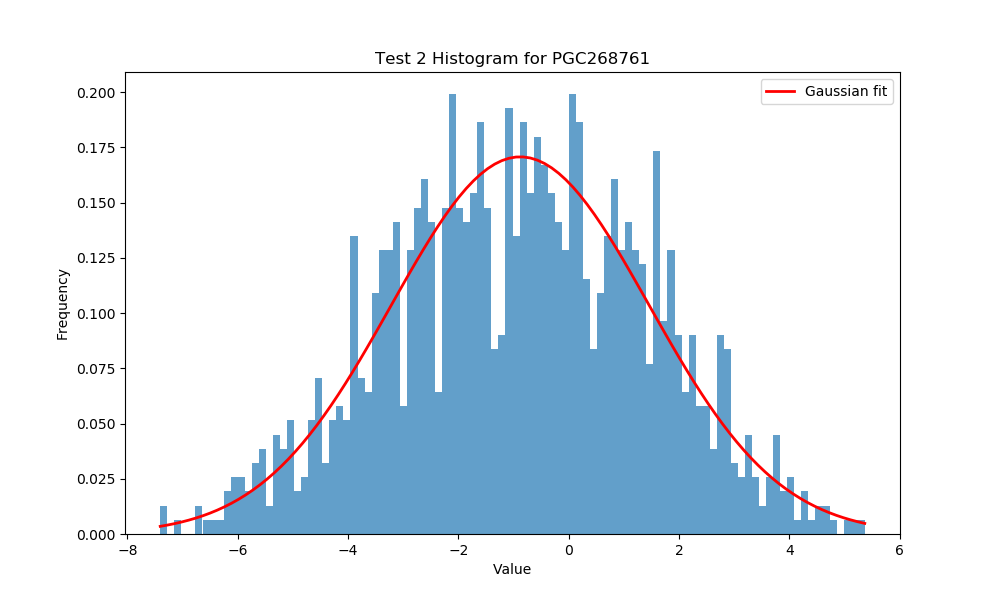 Test 2 Histogram for PGC268761
Gaussian fit
0.200
0.175
0.150
0.125
0.100
0.075
0.050
0.025
0.000
Frequency
−8 −6 −4 −2 0 2 4 6
Value